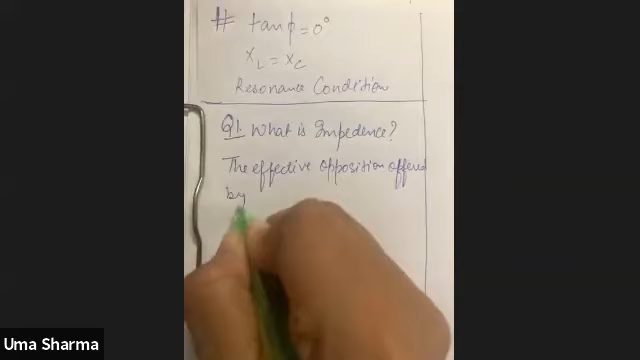 # tan φ = 0°
X_L = X_C
Resonance Condition
Q1. What is Impedence?
The effective opposition offered
by
Uma Sharma